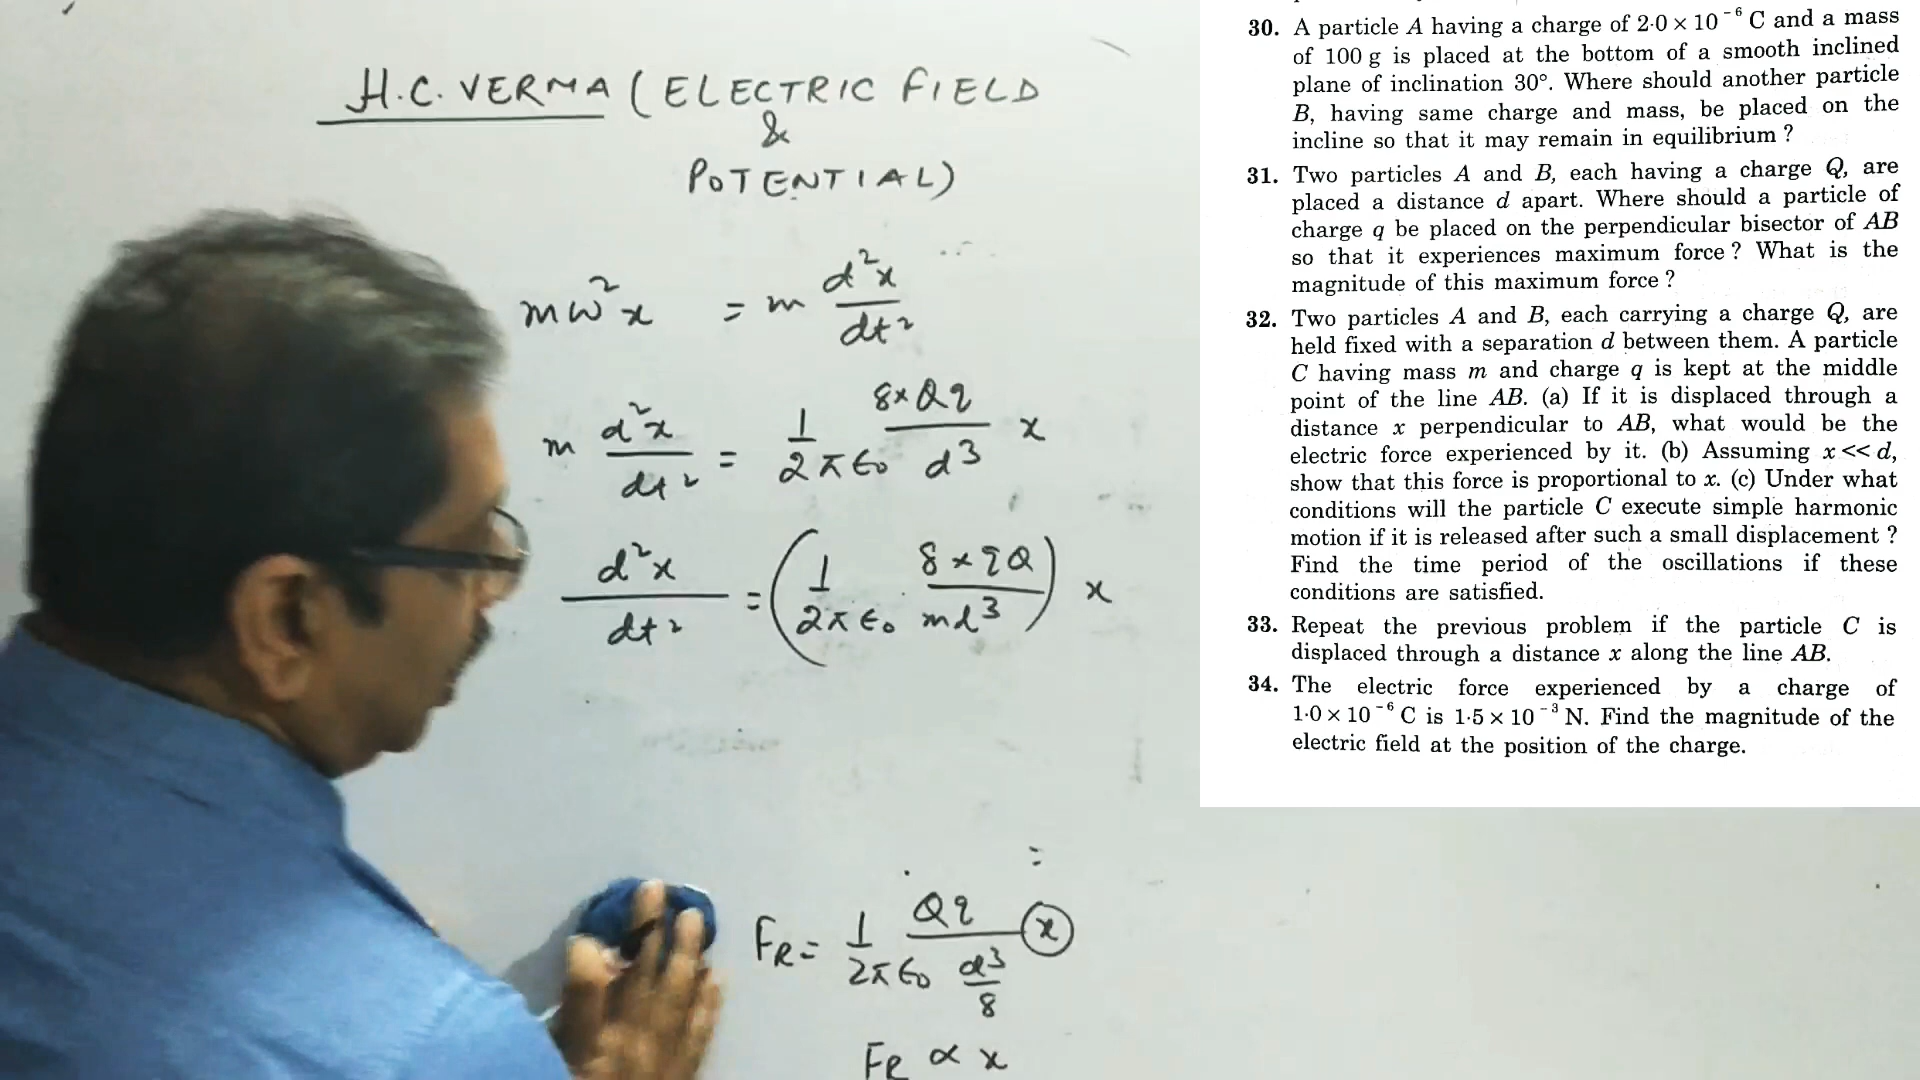 H.C. VERMA (ELECTRIC FIELD
&
POTENTIAL)
mω²x = m d²x/dt²
m d²x/dt² = 1/2πε₀ 8×Qq/d³ x
d²x/dt² = (1/2πε₀ · 8×qQ/md³) x
=
F_R = 1/2πε₀ Qq/(d³/8) x
F_R ∝ x
30. A particle A having a charge of 2·0 × 10⁻⁶ C and a mass
of 100 g is placed at the bottom of a smooth inclined
plane of inclination 30°. Where should another particle
B, having same charge and mass, be placed on the
incline so that it may remain in equilibrium ?
31. Two particles A and B, each having a charge Q, are
placed a distance d apart. Where should a particle of
charge q be placed on the perpendicular bisector of AB
so that it experiences maximum force ? What is the
magnitude of this maximum force ?
32. Two particles A and B, each carrying a charge Q, are
held fixed with a separation d between them. A particle
C having mass m and charge q is kept at the middle
point of the line AB. (a) If it is displaced through a
distance x perpendicular to AB, what would be the
electric force experienced by it. (b) Assuming x << d,
show that this force is proportional to x. (c) Under what
conditions will the particle C execute simple harmonic
motion if it is released after such a small displacement ?
Find the time period of the oscillations if these
conditions are satisfied.
33. Repeat the previous problem if the particle C is
displaced through a distance x along the line AB.
34. The electric force experienced by a charge of
1·0 × 10⁻⁶ C is 1·5 × 10⁻³ N. Find the magnitude of the
electric field at the position of the charge.